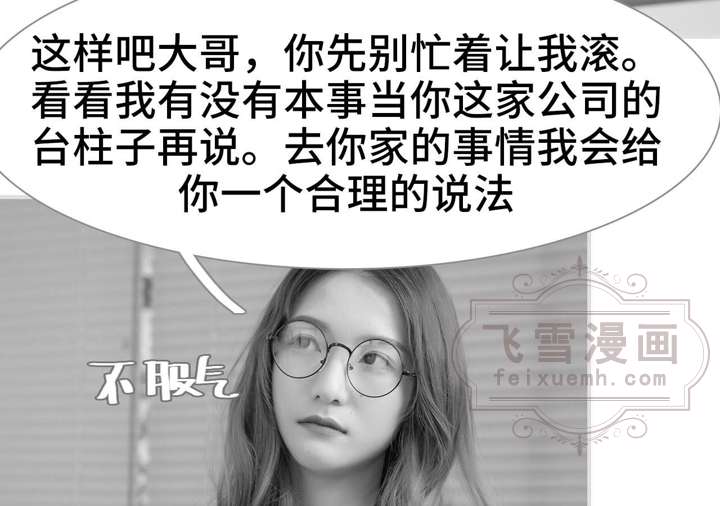 这样吧大哥，你先别忙着让我滚。
看看我有没有本事当你这家公司的
台柱子再说。去你家的事情我会给
你一个合理的说法
不服气
飞雪漫画
feixuemh.com